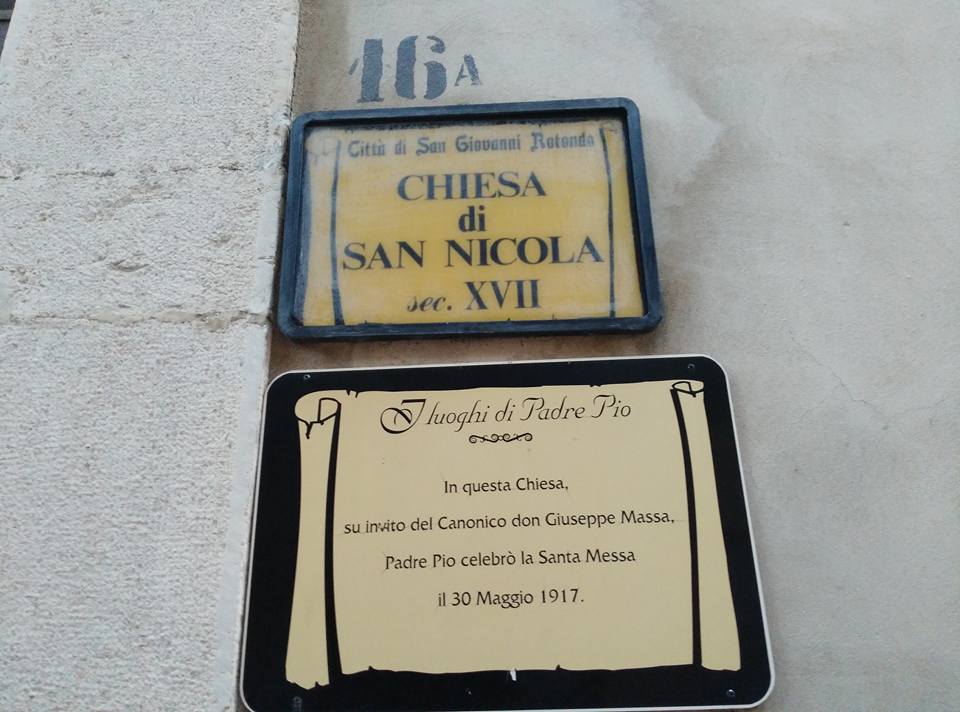 16A
Città di San Giovanni Rotondo
CHIESA
di
SAN NICOLA
sec. XVII
I luoghi di Padre Pio
In questa Chiesa,
su invito del Canonico don Giuseppe Massa,
Padre Pio celebrò la Santa Messa
il 30 Maggio 1917.